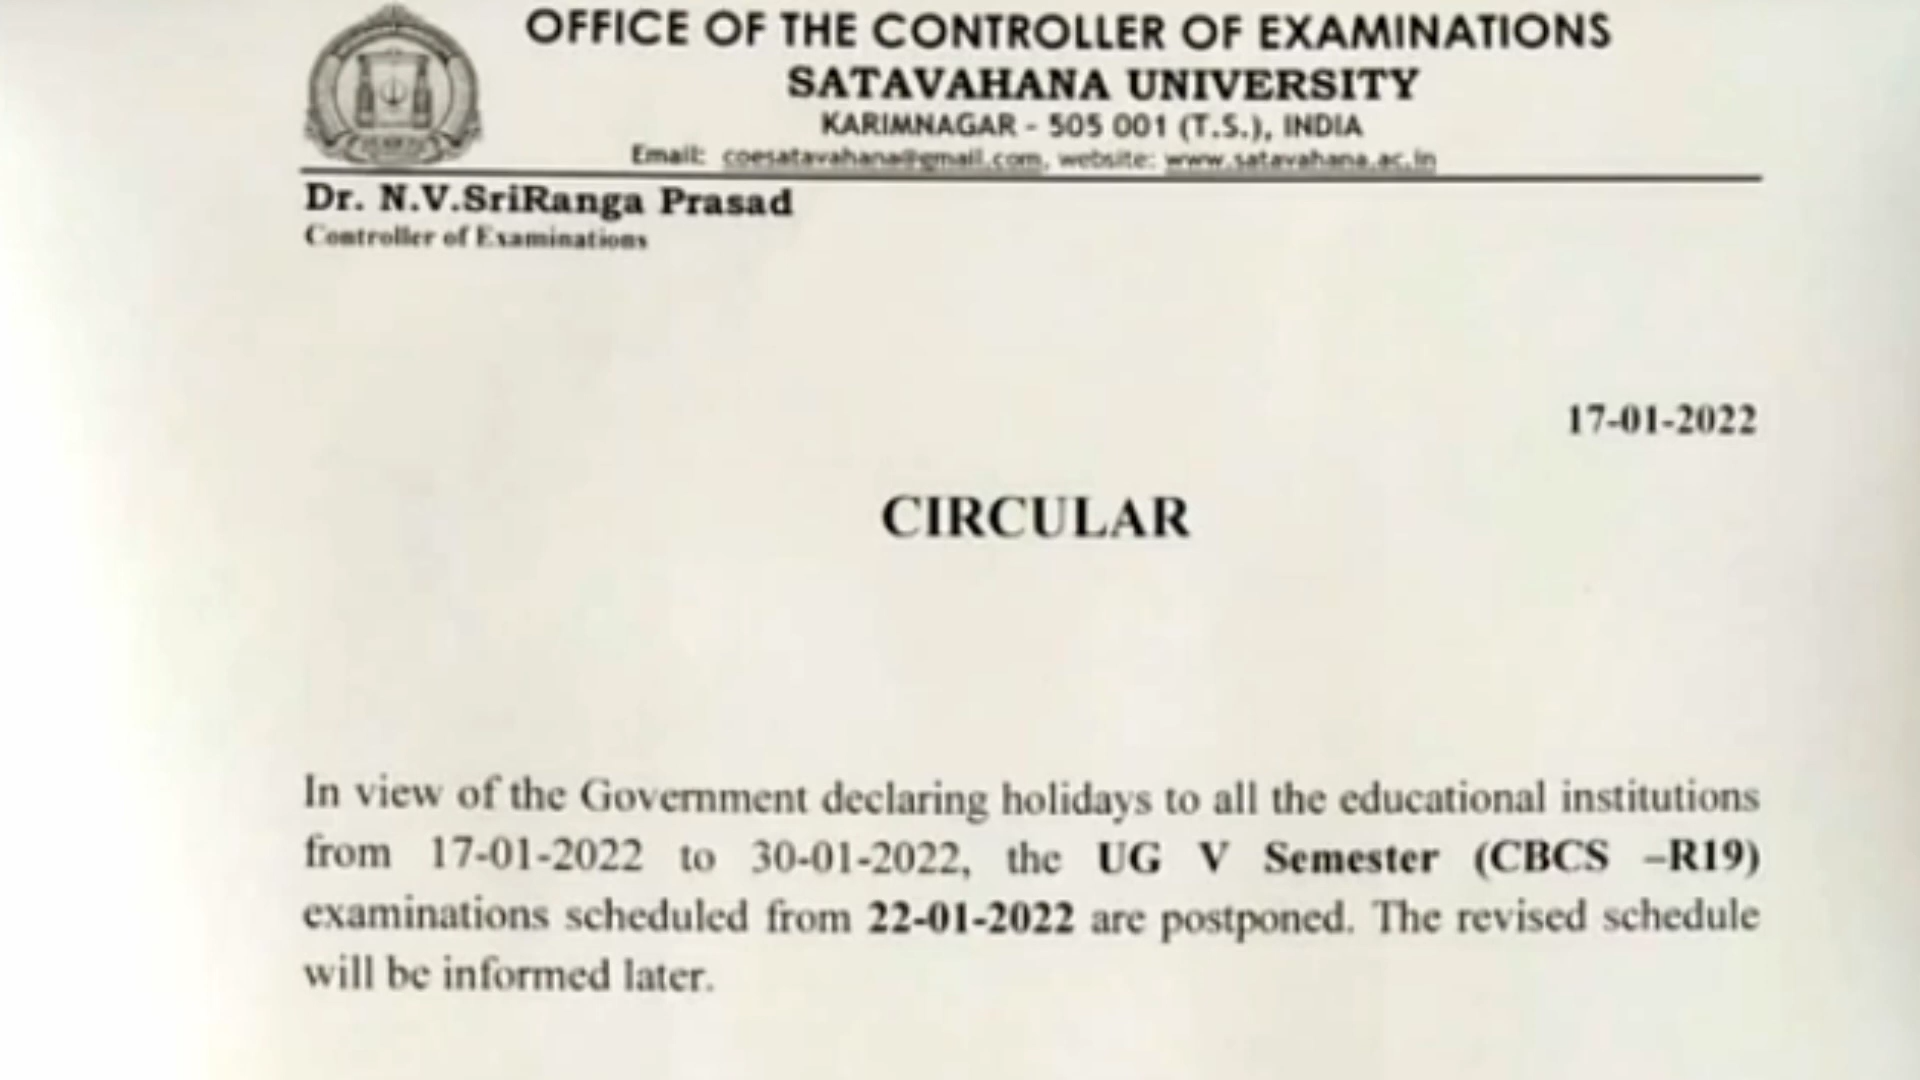 OFFICE OF THE CONTROLLER OF EXAMINATIONS
SATAVAHANA UNIVERSITY
KARIMNAGAR - 505 001 (T.S.), INDIA
Email: coesatavahana@gmail.com, website: www.satavahana.ac.in
Dr. N.V.SriRanga Prasad
Controller of Examinations
17-01-2022
CIRCULAR
In view of the Government declaring holidays to all the educational institutions
from 17-01-2022 to 30-01-2022, the UG V Semester (CBCS –R19)
examinations scheduled from 22-01-2022 are postponed. The revised schedule
will be informed later.